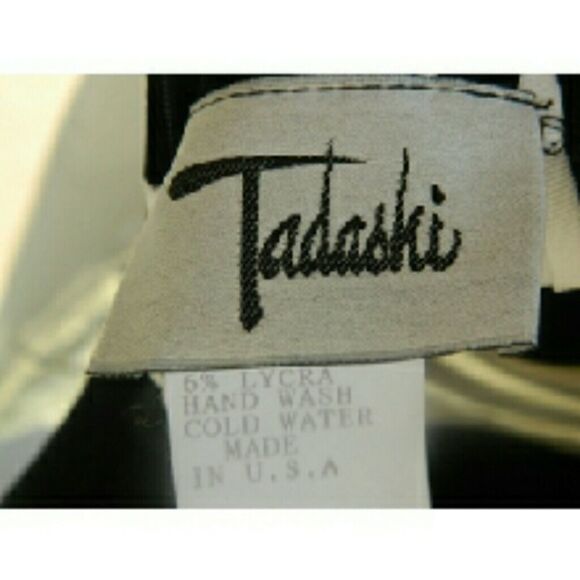 Tadashi
6% LYCRA
HAND WASH
COLD WATER
MADE
IN U.S.A